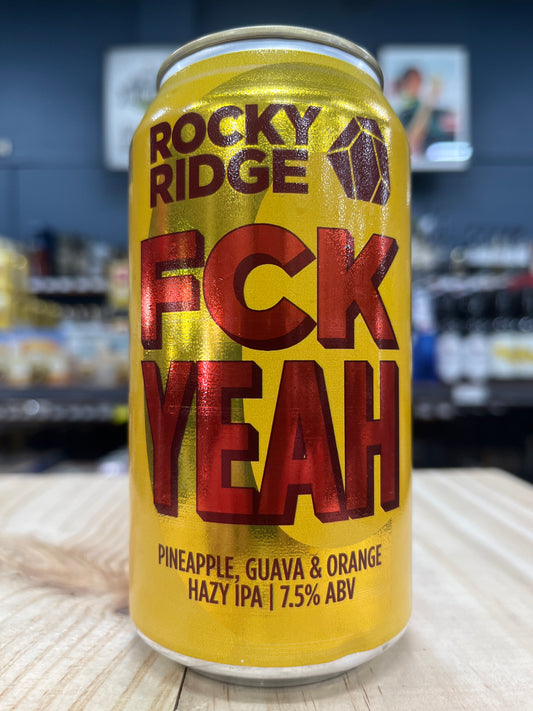 ROCKY
RIDGE
FCK
YEAH
PINEAPPLE, GUAVA & ORANGE
HAZY IPA | 7.5% ABV